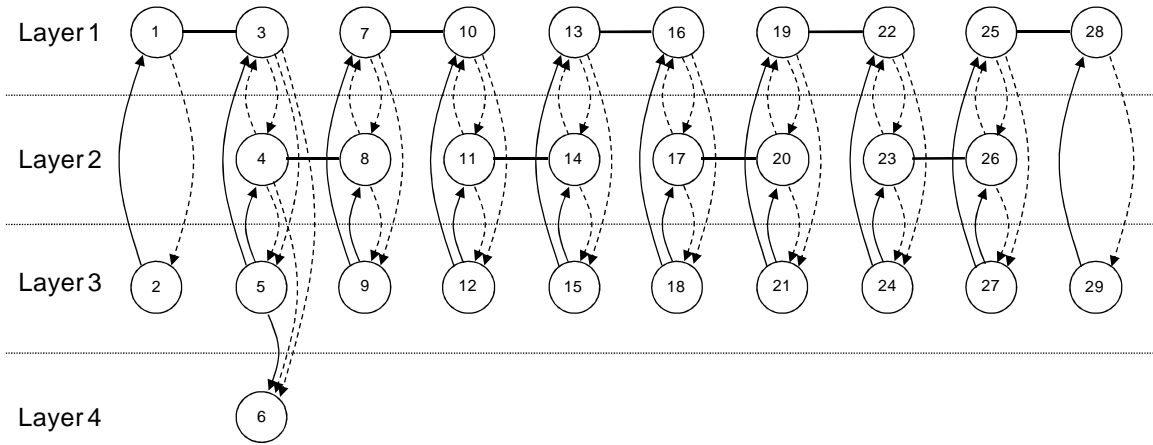 Layer 1 1 3 7 10 13 16 19 22 25 28
Layer 2 4 8 11 14 17 20 23 26
Layer 3 2 5 9 12 15 18 21 24 27 29
Layer 4 6